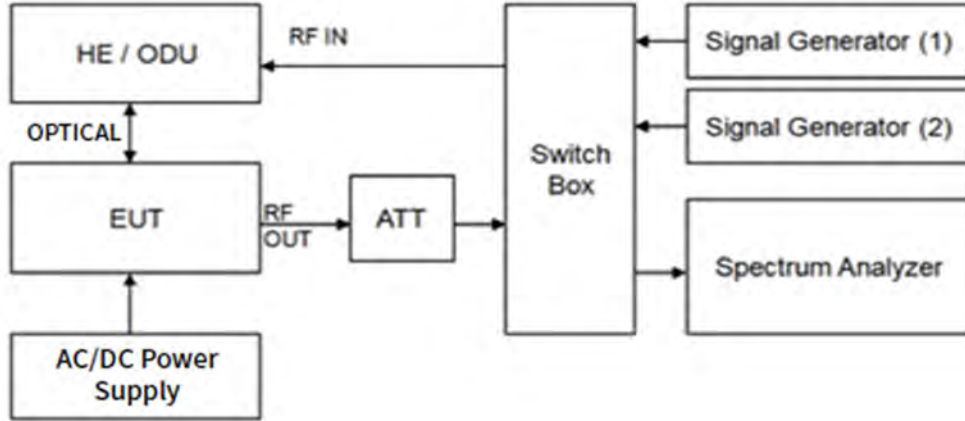 HE / ODU
RF IN
Signal Generator (1)
OPTICAL
Signal Generator (2)
Switch
Box
EUT
RF
OUT
ATT
Spectrum Analyzer
AC/DC Power
Supply